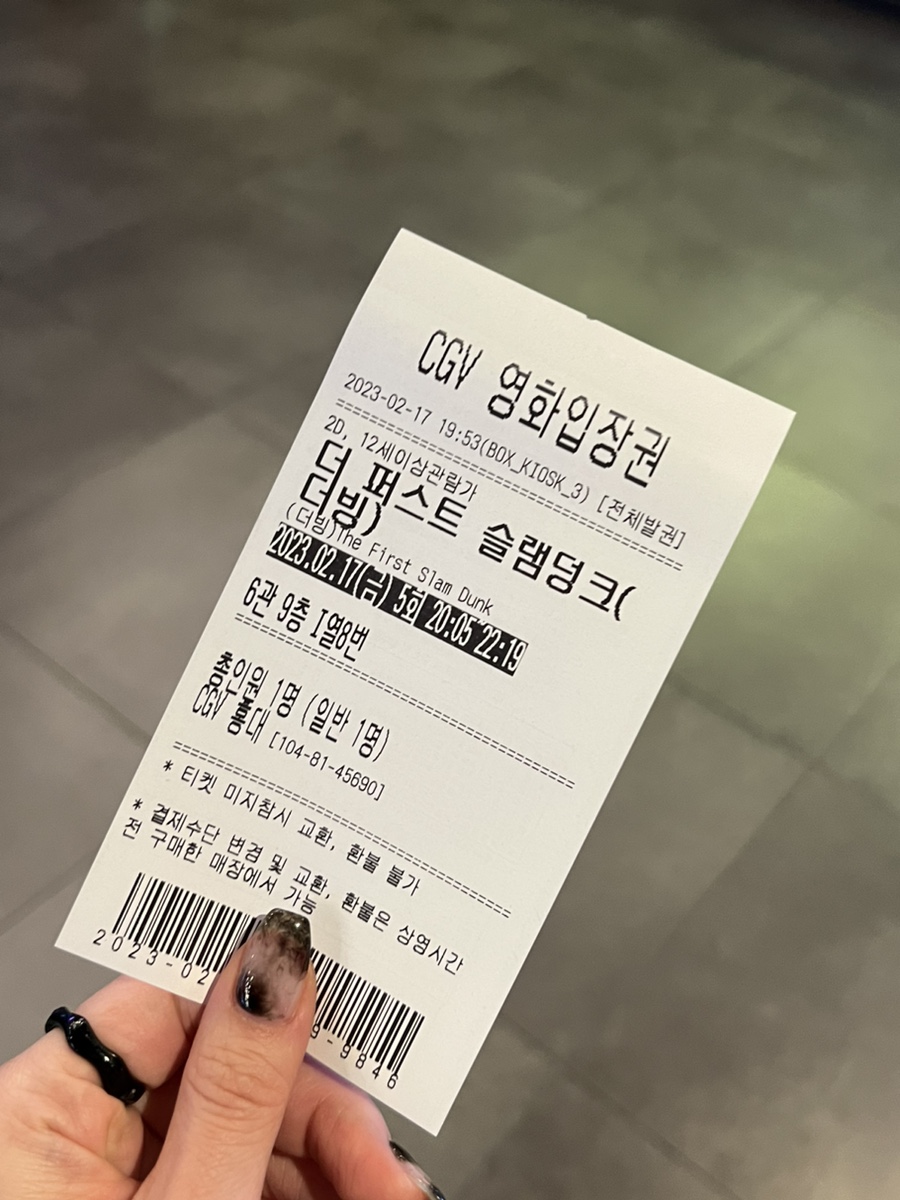 CGV 영화입장권
2023-02-17 19:53(BOX_KIOSK_3) [전체발권]
2D, 12세이상관람가
더 퍼스트 슬램덩크(
더빙)
(더빙)The First Slam Dunk
2023.02.17(금) 5회 20:05~22:19
6관 9층 I열8번
총인원 1명 (일반 1명)
CGV 홍대 [104-81-45690]
* 티켓 미지참시 교환, 환불 불가
* 결제수단 변경 및 교환, 환불은 상영시간
전 구매한 매장에서 가능
2023-02 9-9846